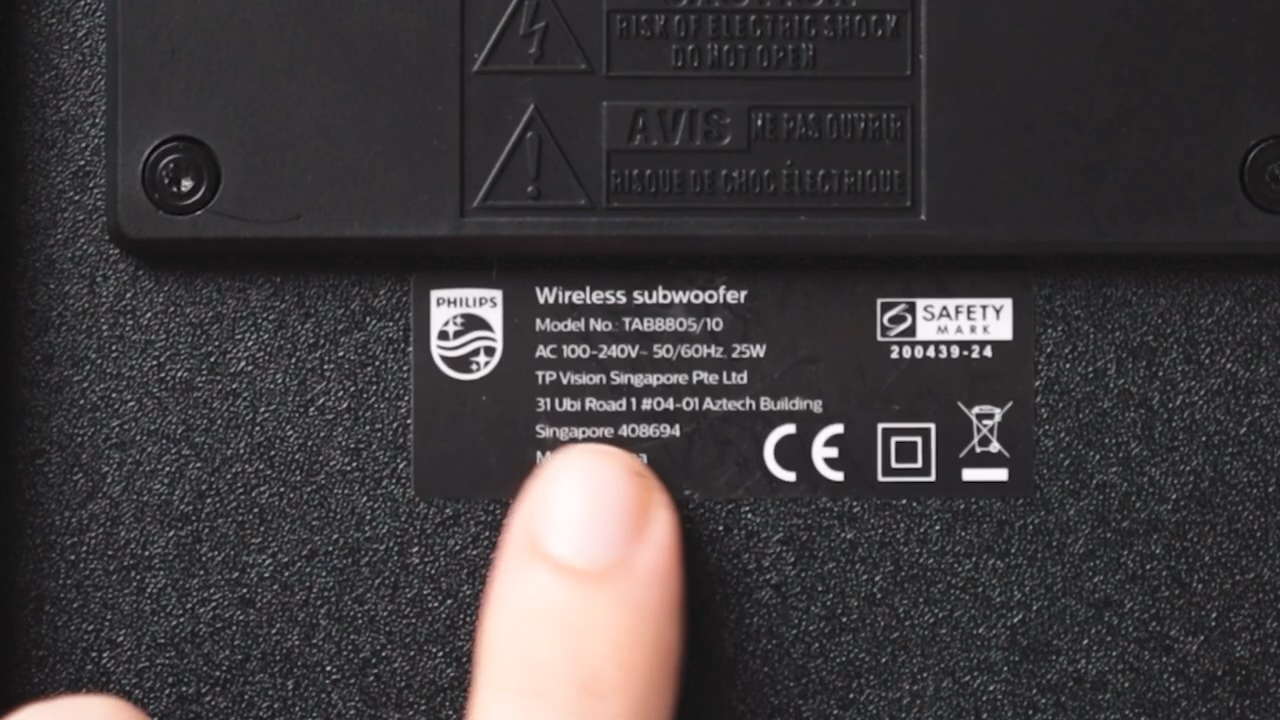 CAUTION
RISK OF ELECTRIC SHOCK
DO NOT OPEN
AVIS
NE PAS OUVRIR
RISQUE DE CHOC ÉLECTRIQUE
PHILIPS
Wireless subwoofer
Model No.: TAB8805/10
AC 100-240V~ 50/60Hz. 25W
TP Vision Singapore Pte Ltd
31 Ubi Road 1 #04-01 Aztech Building
Singapore 408694
SAFETY
MARK
200439-24
CE